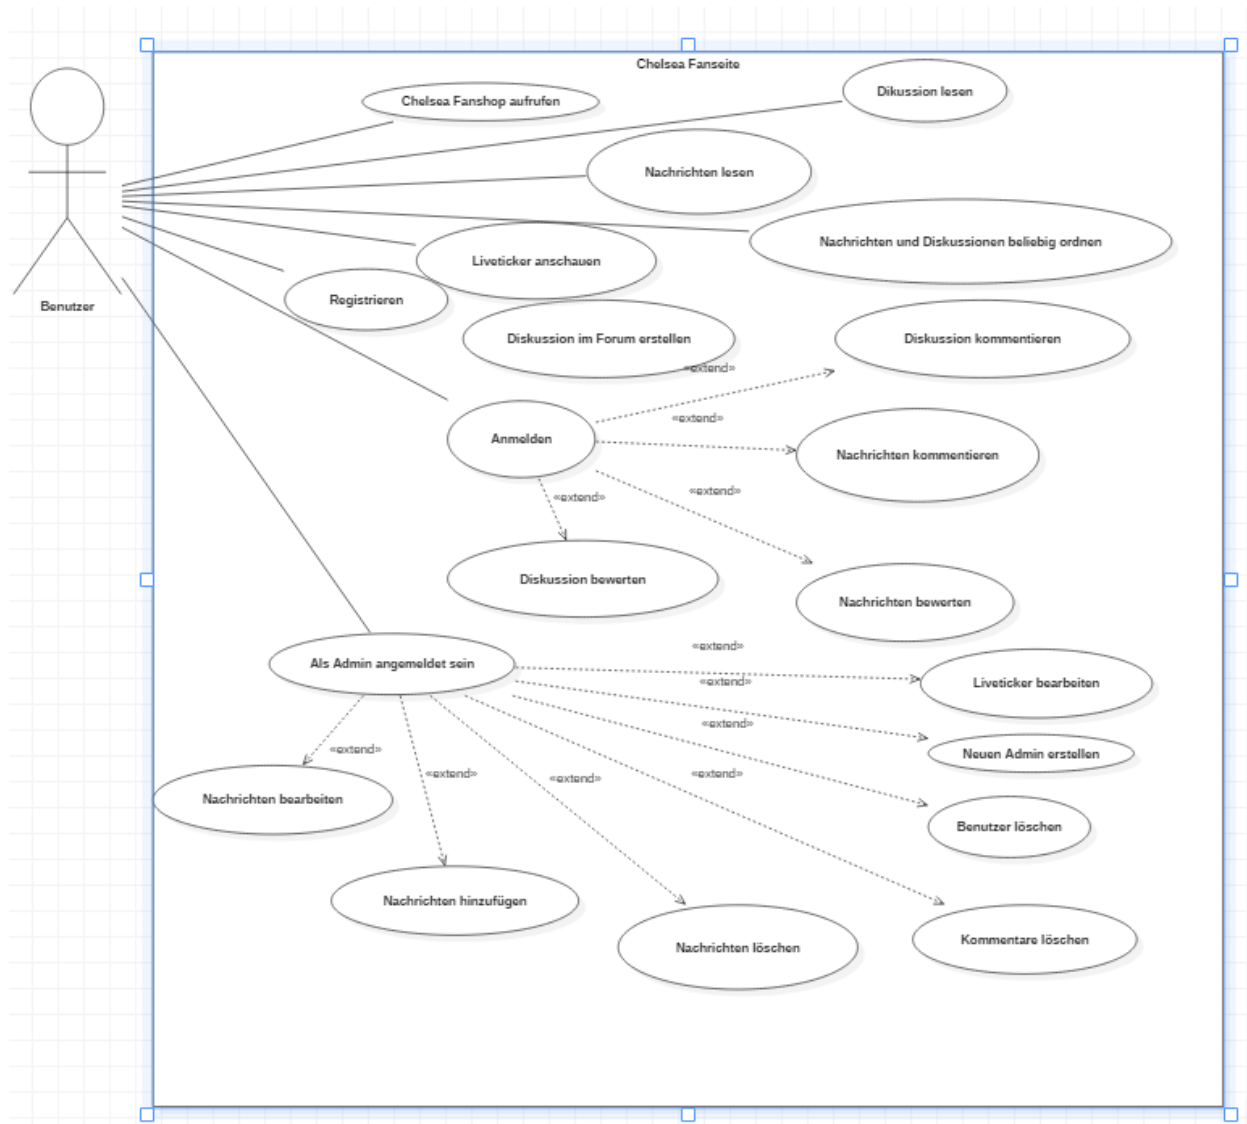 Chelsea Fanseite
Chelsea Fanshop aufrufen
Dikussion lesen
Nachrichten lesen
Nachrichten und Diskussionen beliebig ordnen
Liveticker anschauen
Registrieren
Benutzer
Diskussion im Forum erstellen
Diskussion kommentieren
«extend»
«extend»
Anmelden
Nachrichten kommentieren
«extend»
«extend»
Diskussion bewerten
Nachrichten bewerten
«extend»
Als Admin angemeldet sein
«extend»
Liveticker bearbeiten
«extend»
«extend»
Neuen Admin erstellen
«extend»
«extend»
«extend»
Nachrichten bearbeiten
Benutzer löschen
Nachrichten hinzufügen
Kommentare löschen
Nachrichten löschen